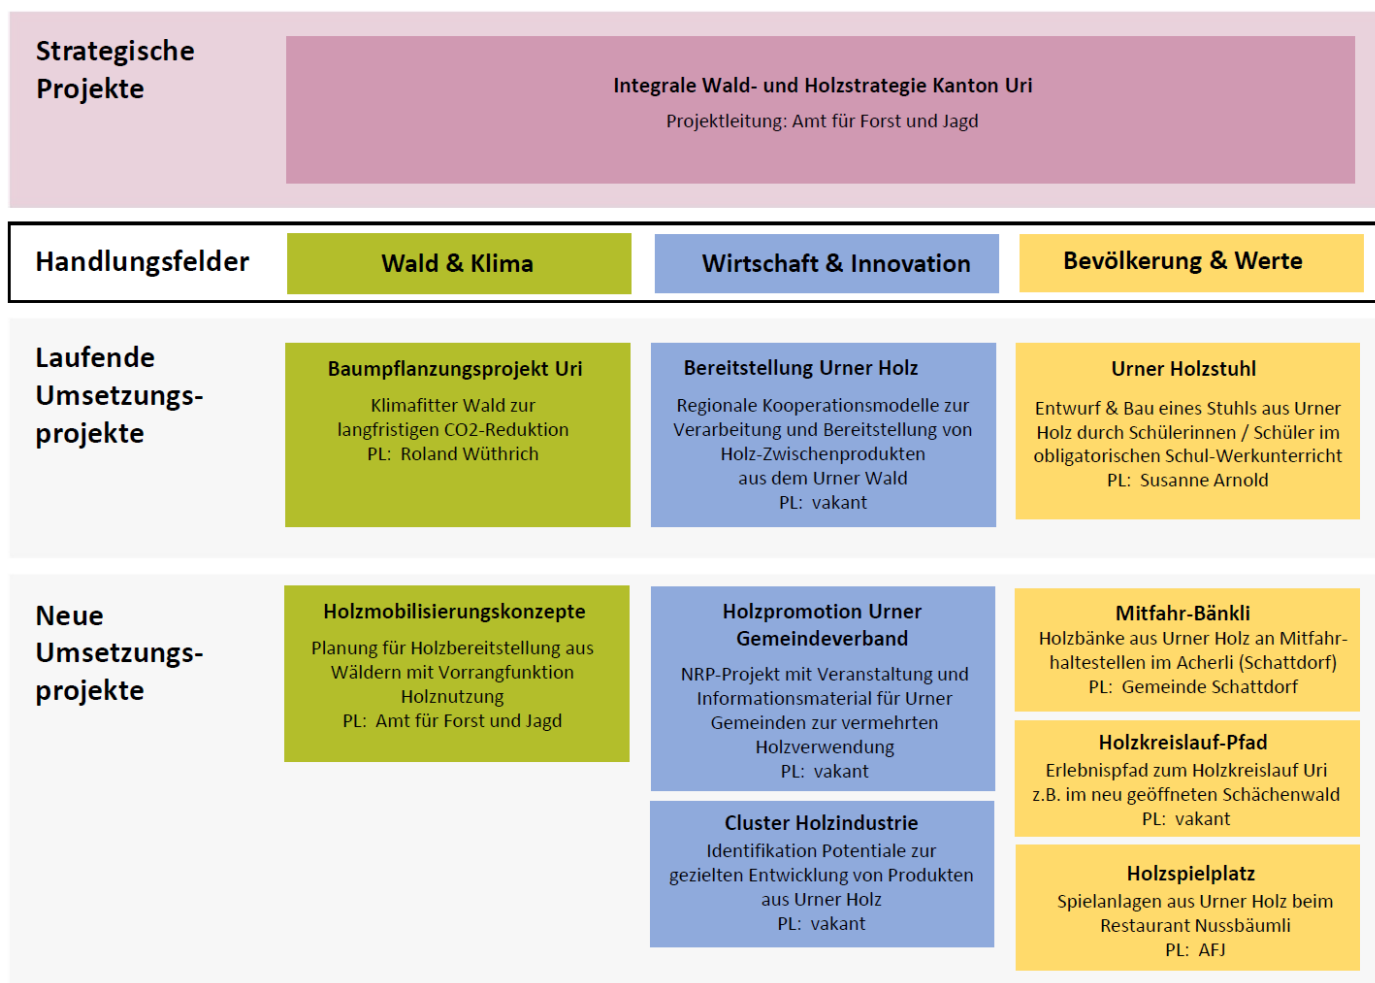 Strategische
Projekte
Integrale Wald- und Holzstrategie Kanton Uri
Projektleitung: Amt für Forst und Jagd
Handlungsfelder
Wald & Klima
Wirtschaft & Innovation
Bevölkerung & Werte
Laufende
Umsetzungs-
projekte
Baumpflanzungsprojekt Uri
Klimafitter Wald zur
langfristigen CO2-Reduktion
PL: Roland Wüthrich
Bereitstellung Urner Holz
Regionale Kooperationsmodelle zur
Verarbeitung und Bereitstellung von
Holz-Zwischenprodukten
aus dem Urner Wald
PL: vakant
Urner Holzstuhl
Entwurf & Bau eines Stuhls aus Urner
Holz durch Schülerinnen / Schüler im
obligatorischen Schul-Werkunterricht
PL: Susanne Arnold
Neue
Umsetzungs-
projekte
Holzmobilisierungskonzepte
Planung für Holzbereitstellung aus
Wäldern mit Vorrangfunktion
Holznutzung
PL: Amt für Forst und Jagd
Holzpromotion Urner
Gemeindeverband
NRP-Projekt mit Veranstaltung und
Informationsmaterial für Urner
Gemeinden zur vermehrten
Holzverwendung
PL: vakant
Cluster Holzindustrie
Identifikation Potentiale zur
gezielten Entwicklung von Produkten
aus Urner Holz
PL: vakant
Mitfahr-Bänkli
Holzbänke aus Urner Holz an Mitfahr-
haltestellen im Acherli (Schattdorf)
PL: Gemeinde Schattdorf
Holzkreislauf-Pfad
Erlebnispfad zum Holzkreislauf Uri
z.B. im neu geöffneten Schächenwald
PL: vakant
Holzspielplatz
Spielanlagen aus Urner Holz beim
Restaurant Nussbäumli
PL: AFJ